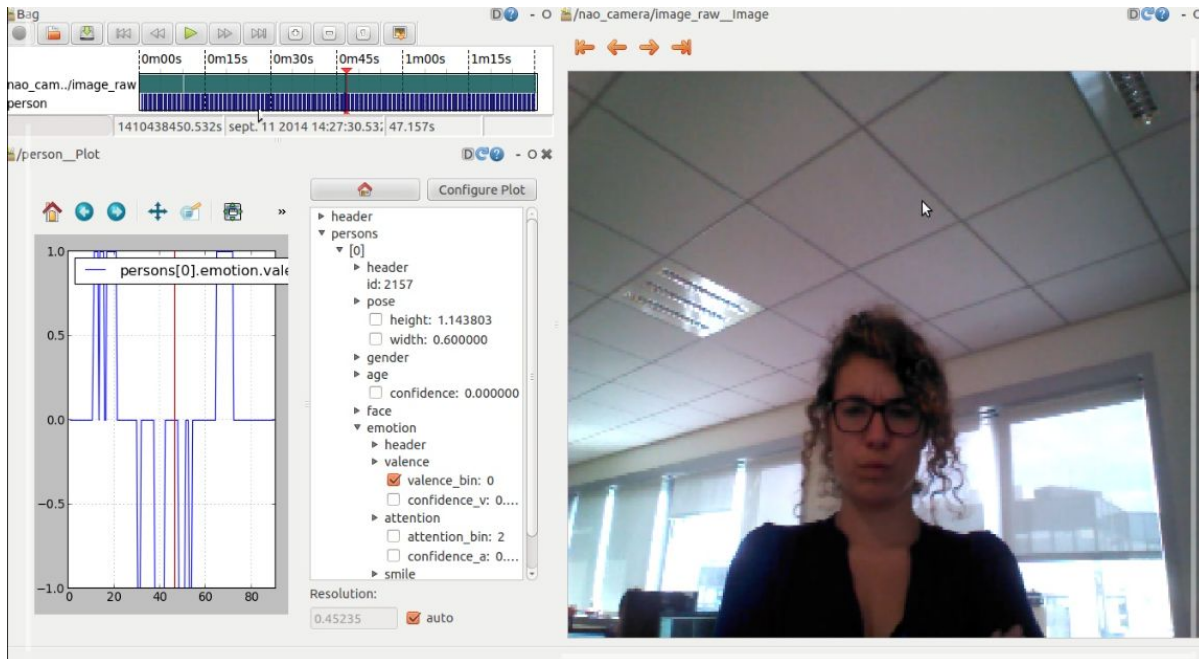 Bag
D - O
0m00s 0m15s 0m30s 0m45s 1m00s 1m15s
nao_cam../image_raw
person
1410438450.532s sept. 11 2014 14:27:30.53 47.157s
/person__Plot
D - O
Configure Plot
»
1.0
0.5
0.0
−0.5
−1.0
0 20 40 60 80
persons[0].emotion.vale
header
persons
[0]
header
id: 2157
pose
height: 1.143803
width: 0.600000
gender
age
confidence: 0.000000
face
emotion
header
valence
valence_bin: 0
confidence_v: 0....
attention
attention_bin: 2
confidence_a: 0....
smile
Resolution:
0.45235 auto
/nao_camera/image_raw__Image
D - O